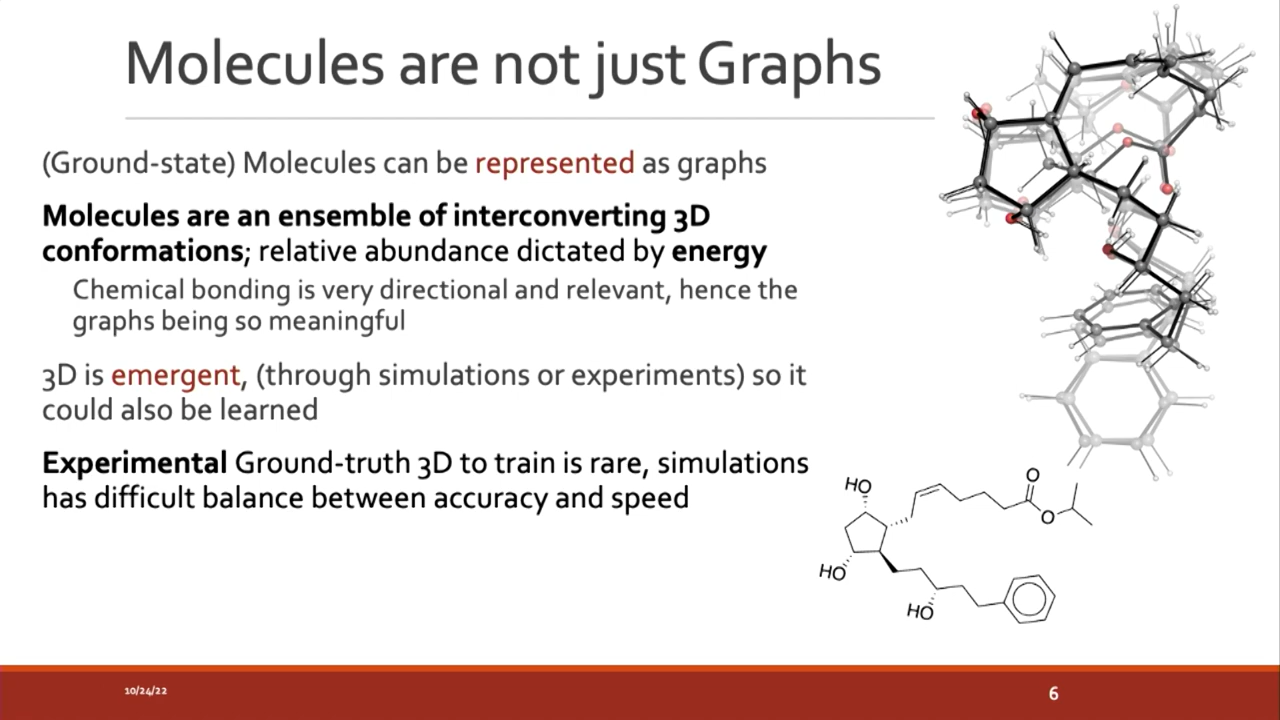 Molecules are not just Graphs
(Ground-state) Molecules can be represented as graphs
Molecules are an ensemble of interconverting 3D
conformations; relative abundance dictated by energy
Chemical bonding is very directional and relevant, hence the
graphs being so meaningful
3D is emergent, (through simulations or experiments) so it
could also be learned
Experimental Ground-truth 3D to train is rare, simulations
has difficult balance between accuracy and speed
HO
O
O
HO
HO
10/24/22
6